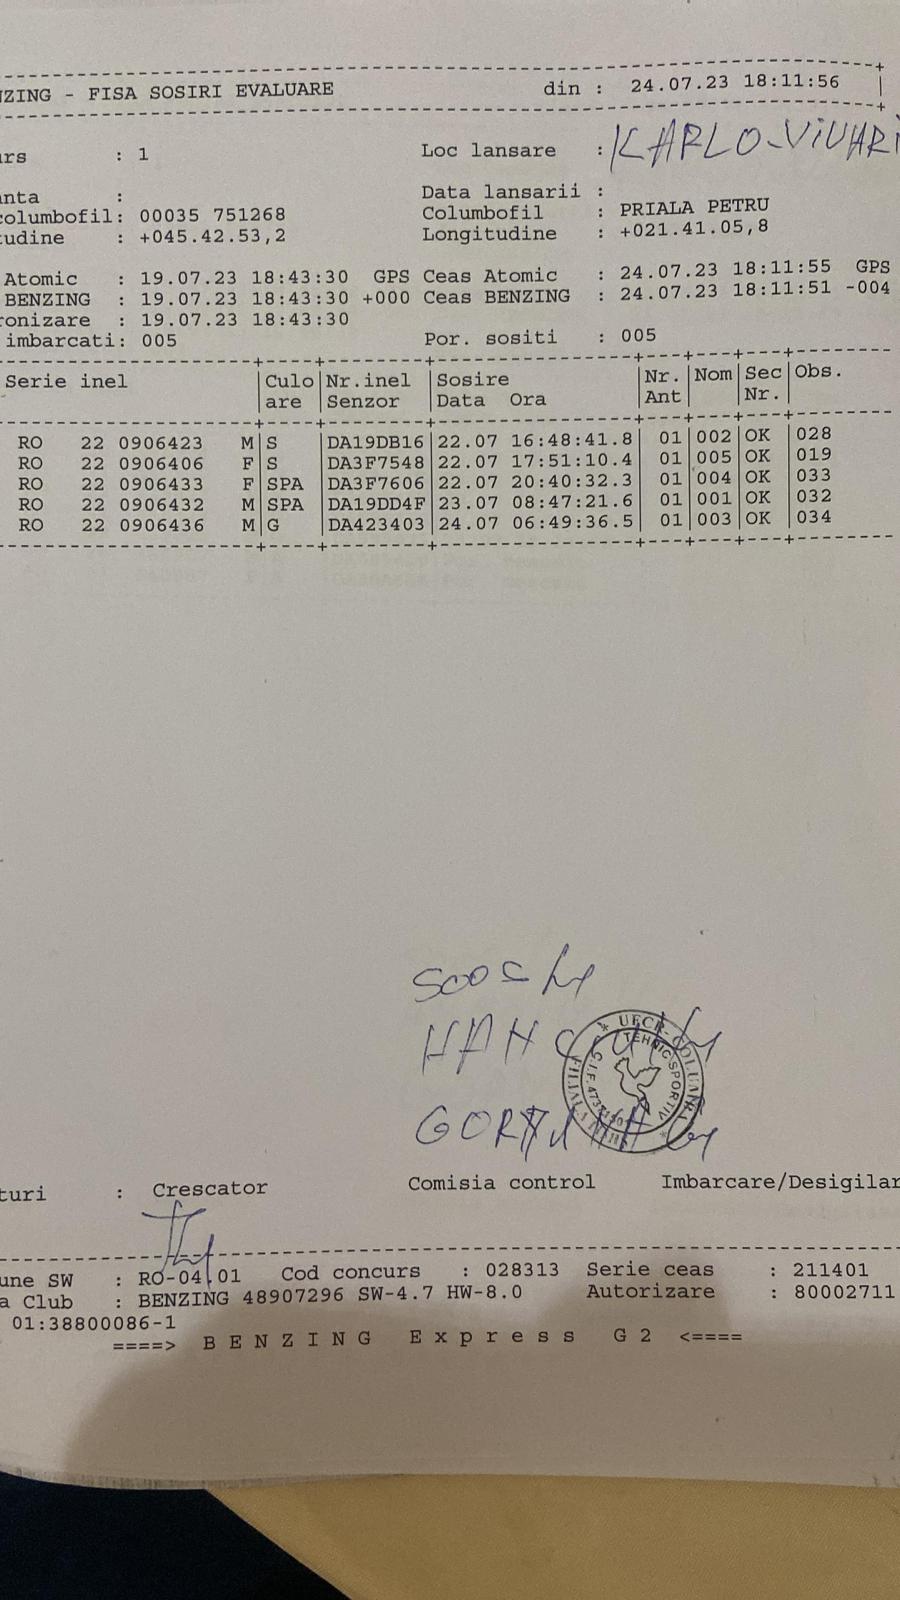 NZING - FISA SOSIRI EVALUARE din : 24.07.23 18:11:56
urs : 1 Loc lansare : KARLO-VIVARI
anta : Data lansarii :
columbofil: 00035 751268 Columbofil : PRIALA PETRU
tudine : +045.42.53,2 Longitudine : +021.41.05,8
Atomic : 19.07.23 18:43:30 GPS Ceas Atomic : 24.07.23 18:11:55 GPS
BENZING : 19.07.23 18:43:30 +000 Ceas BENZING : 24.07.23 18:11:51 -004
ronizare : 19.07.23 18:43:30
imbarcati: 005 Por. sositi : 005
Serie inel Culo Nr.inel Sosire Nr. Nom Sec Obs.
are Senzor Data Ora Ant Nr.
RO 22 0906423 M S DA19DB16 22.07 16:48:41.8 01 002 OK 028
RO 22 0906406 F S DA3F7548 22.07 17:51:10.4 01 005 OK 019
RO 22 0906433 F SPA DA3F7606 22.07 20:40:32.3 01 004 OK 033
RO 22 0906432 M SPA DA19DD4F 23.07 08:47:21.6 01 001 OK 032
RO 22 0906436 M G DA423403 24.07 06:49:36.5 01 003 OK 034
UFCR
TEHNIC SPORTIV
turi : Crescator Comisia control Imbarcare/Desigilar
une SW : RO-04.01 Cod concurs : 028313 Serie ceas : 211401
a Club : BENZING 48907296 SW-4.7 HW-8.0 Autorizare : 80002711
01:38800086-1
====> B E N Z I N G E x p r e s s G 2 <====